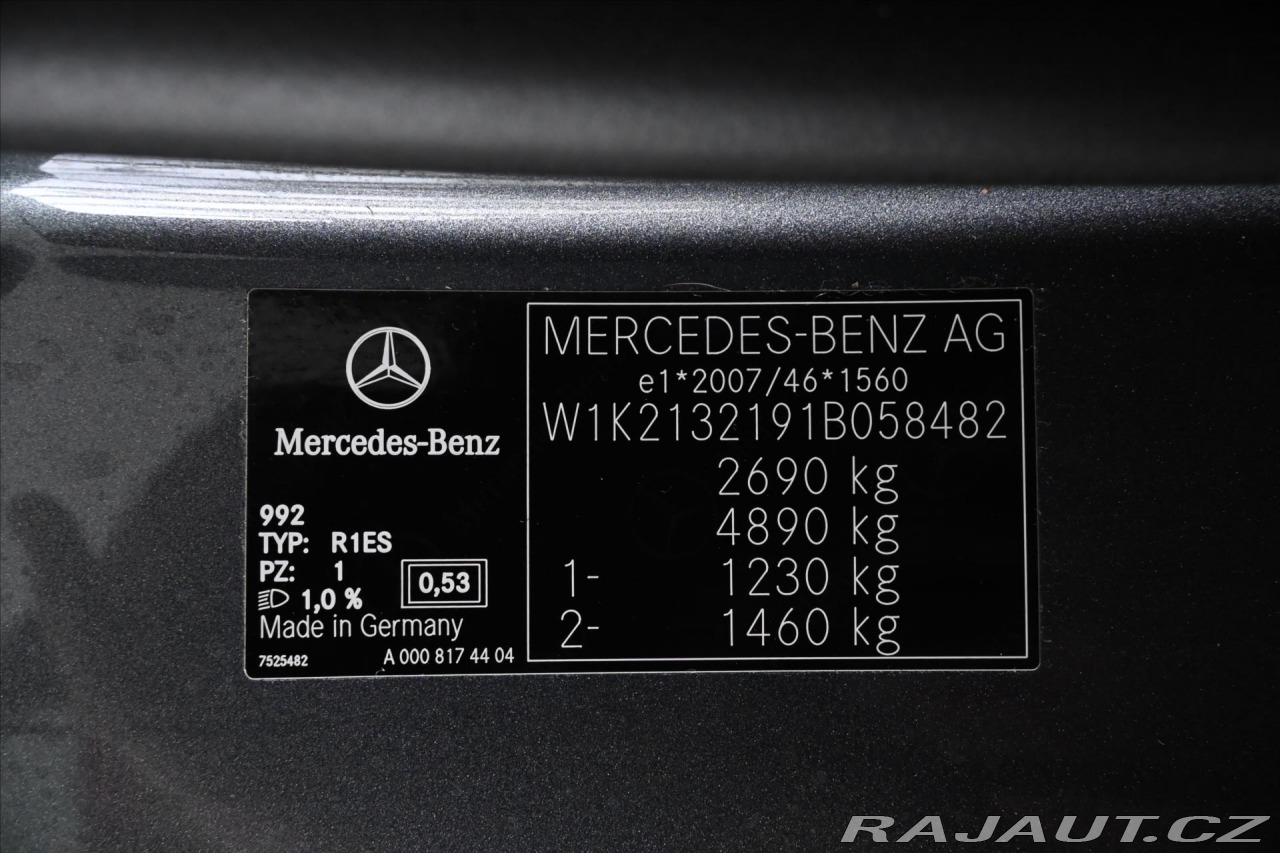 Mercedes-Benz
992
TYP: R1ES
PZ: 1
1,0 %
0,53
Made in Germany
7525482 A 000 817 44 04
MERCEDES-BENZ AG
e1*2007/46*1560
W1K2132191B058482
2690 kg
4890 kg
1- 1230 kg
2- 1460 kg
RAJAUT.CZ